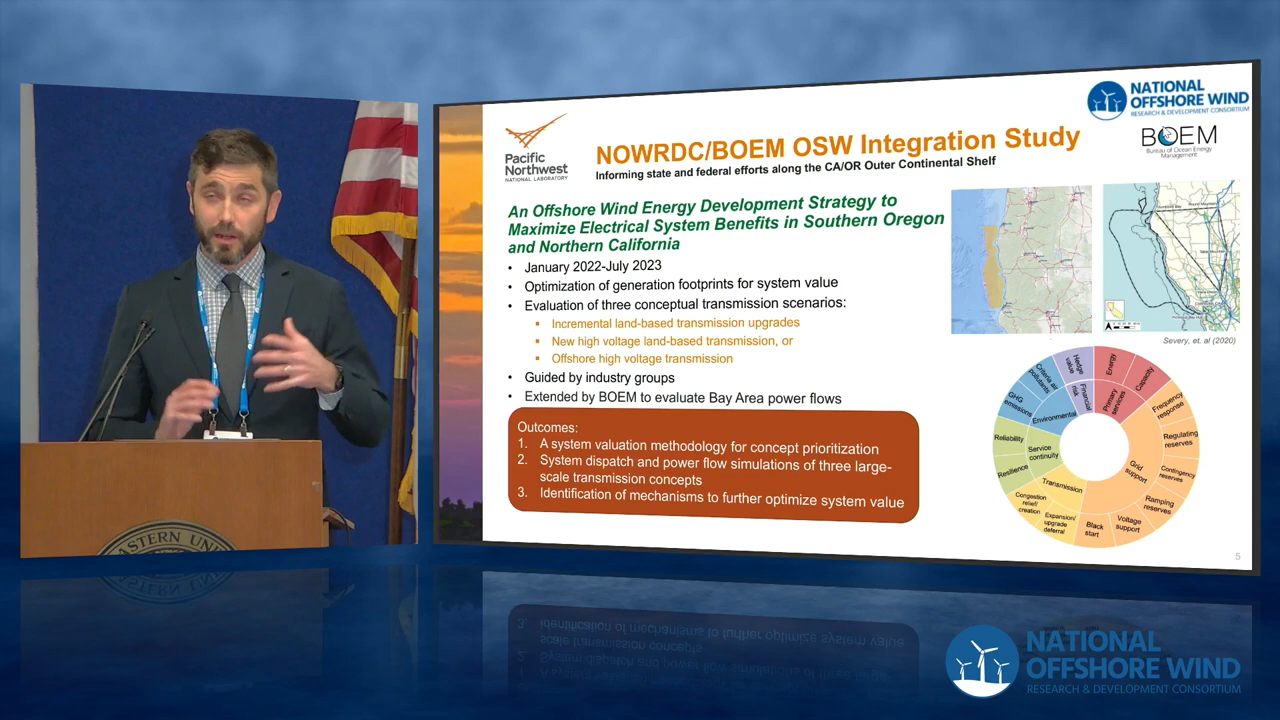 NATIONAL
OFFSHORE WIND
RESEARCH & DEVELOPMENT CONSORTIUM
Pacific
Northwest
NATIONAL LABORATORY
NOWRDC/BOEM OSW Integration Study
Informing state and federal efforts along the CA/OR Outer Continental Shelf
BOEM
Bureau of Ocean Energy
Management
An Offshore Wind Energy Development Strategy to
Maximize Electrical System Benefits in Southern Oregon
and Northern California
• January 2022-July 2023
• Optimization of generation footprints for system value
• Evaluation of three conceptual transmission scenarios:
▪ Incremental land-based transmission upgrades
▪ New high voltage land-based transmission, or
▪ Offshore high voltage transmission
• Guided by industry groups
• Extended by BOEM to evaluate Bay Area power flows
Outcomes:
1. A system valuation methodology for concept prioritization
2. System dispatch and power flow simulations of three large-
scale transmission concepts
3. Identification of mechanisms to further optimize system value
Severy, et. al (2020)
Energy
Capacity
Primary
services
Frequency
response
Regulating
reserves
Contingency
reserves
Ramping
reserves
Voltage
support
Black
start
Grid
support
Expansion/
upgrade
deferral
Congestion
relief/
creation
Transmission
Resilience
Reliability
Service
continuity
GHG
emissions
Criteria air
pollutants
Environmental
Hedge
value
Financial
risk
5
EASTERN UNI
NATIONAL
OFFSHORE WIND
RESEARCH & DEVELOPMENT CONSORTIUM